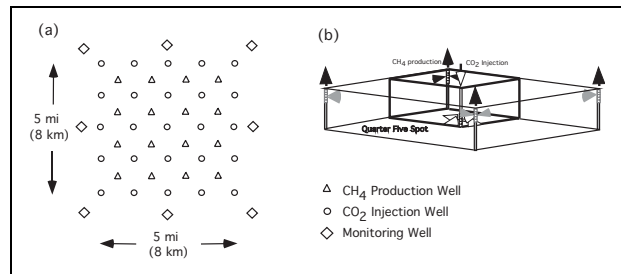 (a)
5 mi
(8 km)
5 mi
(8 km)
(b)
CH4 production
CO2 Injection
Quarter Five Spot
CH4 Production Well
CO2 Injection Well
Monitoring Well